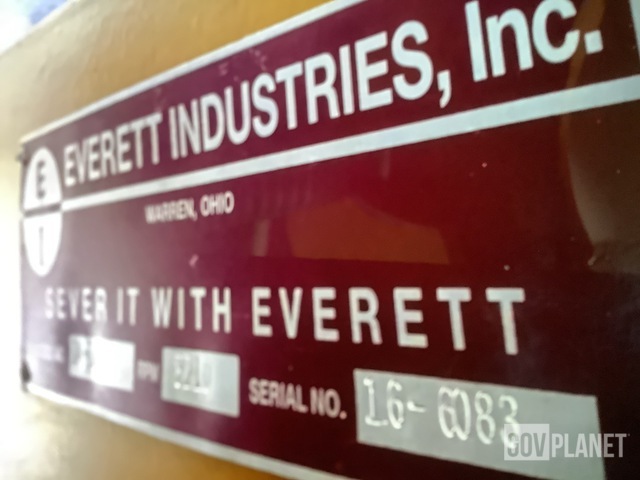 EVERETT INDUSTRIES, Inc.
E
I
WARREN, OHIO
SEVER IT WITH EVERETT
RPM SERIAL NO. 16-6083
GOVPLANET